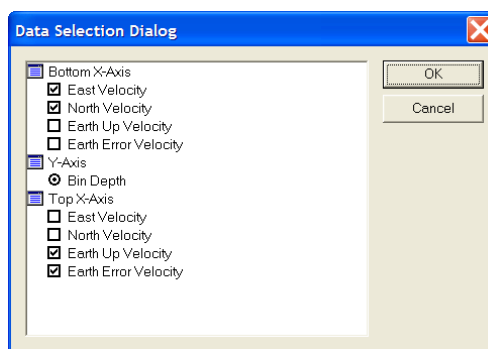 Data Selection Dialog
Bottom X-Axis
East Velocity
North Velocity
Earth Up Velocity
Earth Error Velocity
Y-Axis
Bin Depth
Top X-Axis
East Velocity
North Velocity
Earth Up Velocity
Earth Error Velocity
OK
Cancel